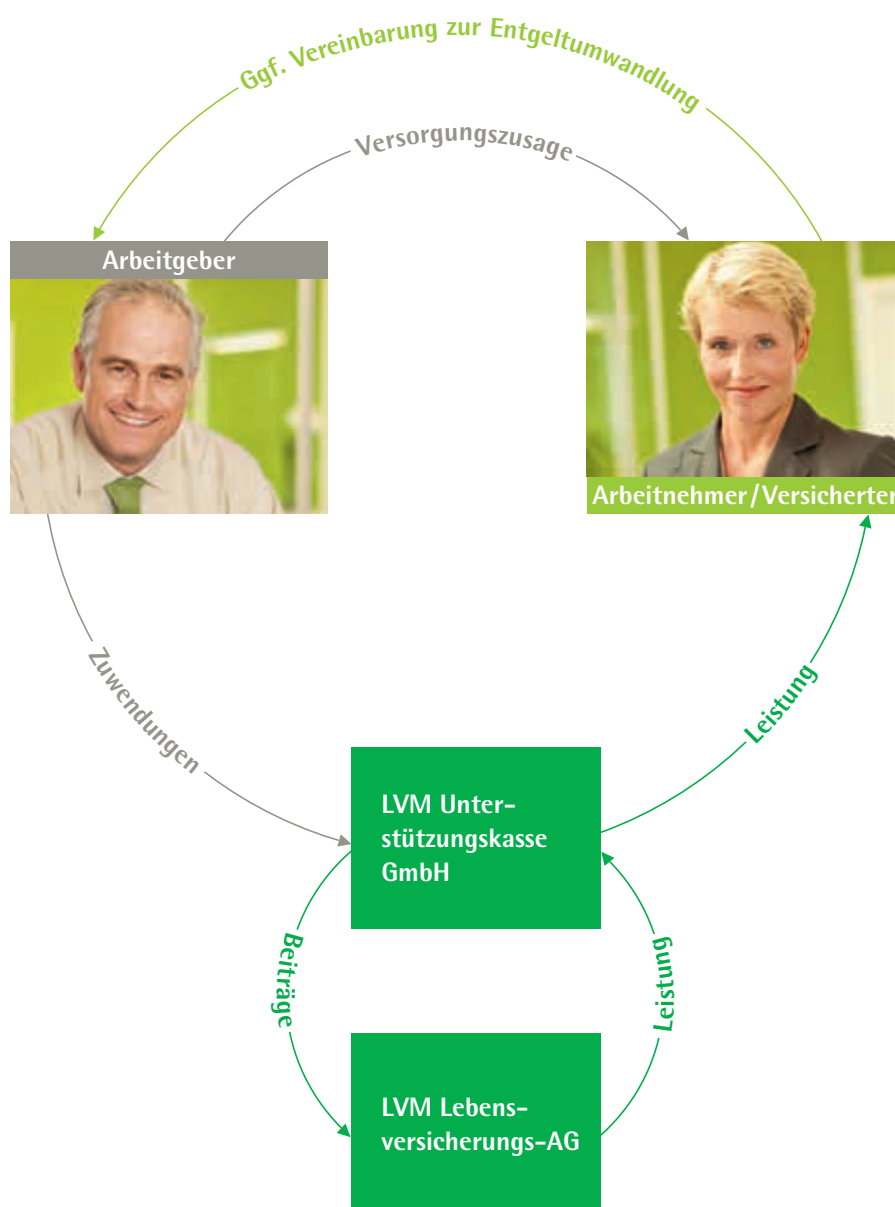 Ggf. Vereinbarung zur Entgeltumwandlung
Versorgungszusage
Arbeitgeber
Arbeitnehmer/Versicherter
Zuwendungen
Leistung
LVM Unter-
stützungskasse
GmbH
Beiträge
Leistung
LVM Lebens-
versicherungs-AG